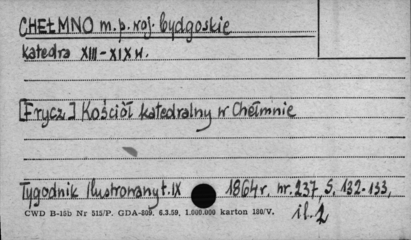 CHEŁMNO m.p. woj. bydgoskie
katedra XIII-XIX w.
[Frycz] Kościół katedralny w Chełmnie
Tygodnik Ilustrowany t. IX 1864 r. nr. 237, S. 132-133,
il. 2
CWD B-15b Nr 515/P. GDA-809. 6.3.59. 1.000.000 karton 180/V.